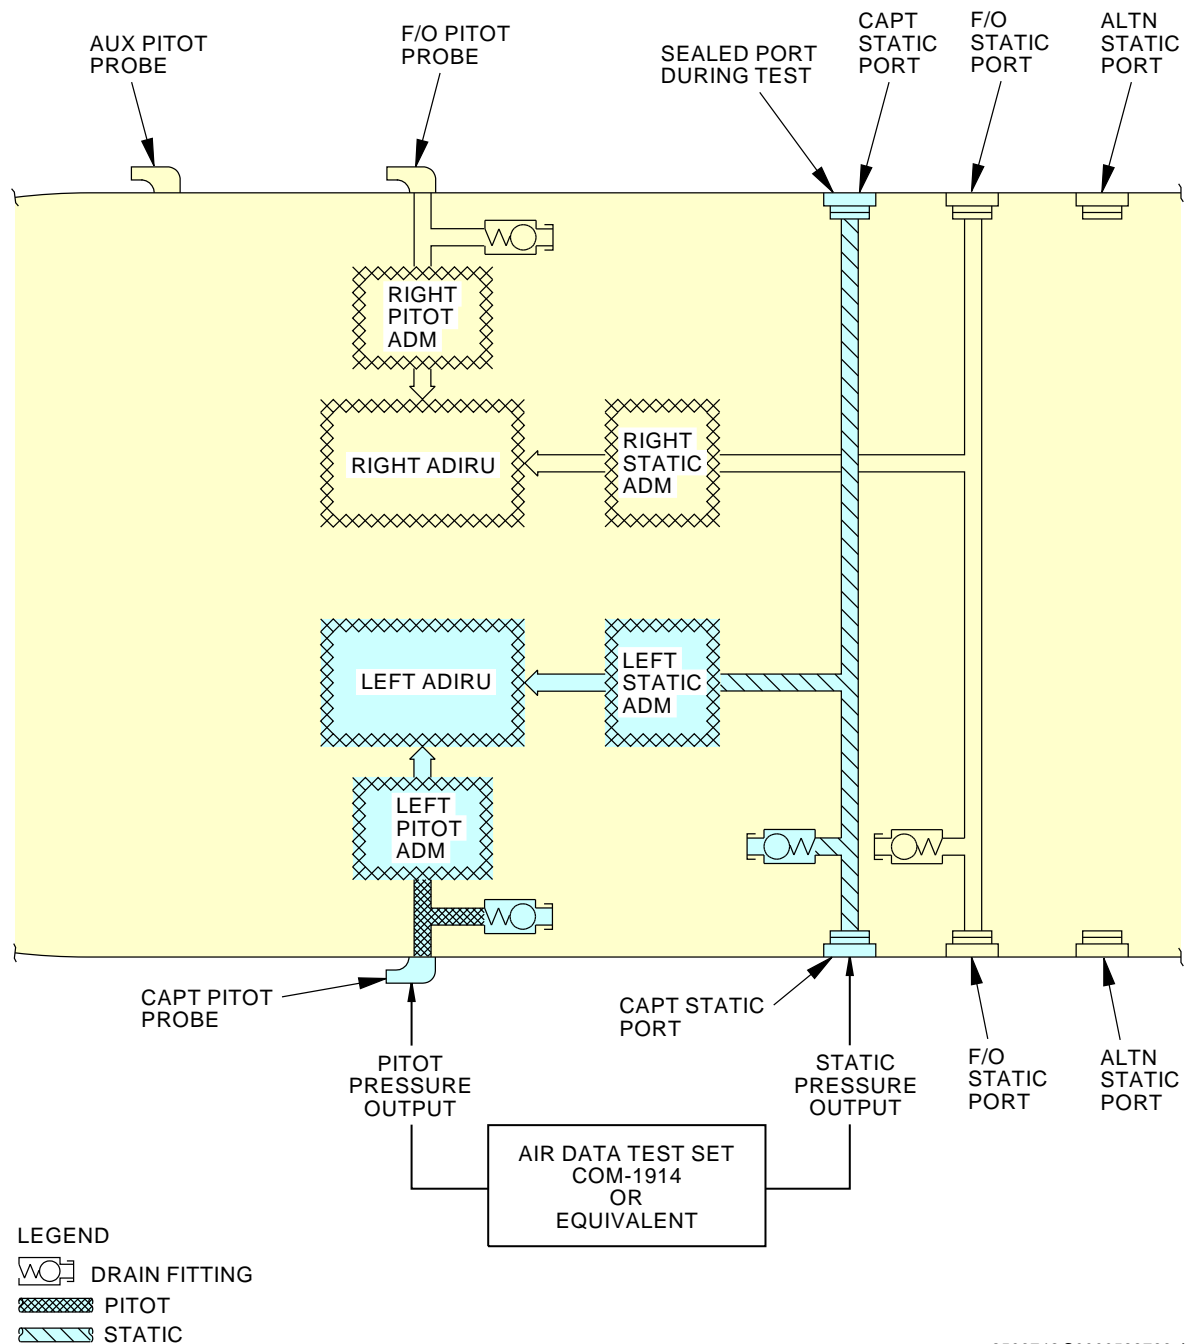 AUX PITOT
PROBE
F/O PITOT
PROBE
SEALED PORT
DURING TEST
CAPT
STATIC
PORT
F/O
STATIC
PORT
ALTN
STATIC
PORT
RIGHT
PITOT
ADM
RIGHT ADIRU
RIGHT
STATIC
ADM
LEFT ADIRU
LEFT
STATIC
ADM
LEFT
PITOT
ADM
CAPT PITOT
PROBE
CAPT STATIC
PORT
PITOT
PRESSURE
OUTPUT
STATIC
PRESSURE
OUTPUT
F/O
STATIC
PORT
ALTN
STATIC
PORT
AIR DATA TEST SET
COM-1914
OR
EQUIVALENT
LEGEND
DRAIN FITTING
PITOT
STATIC